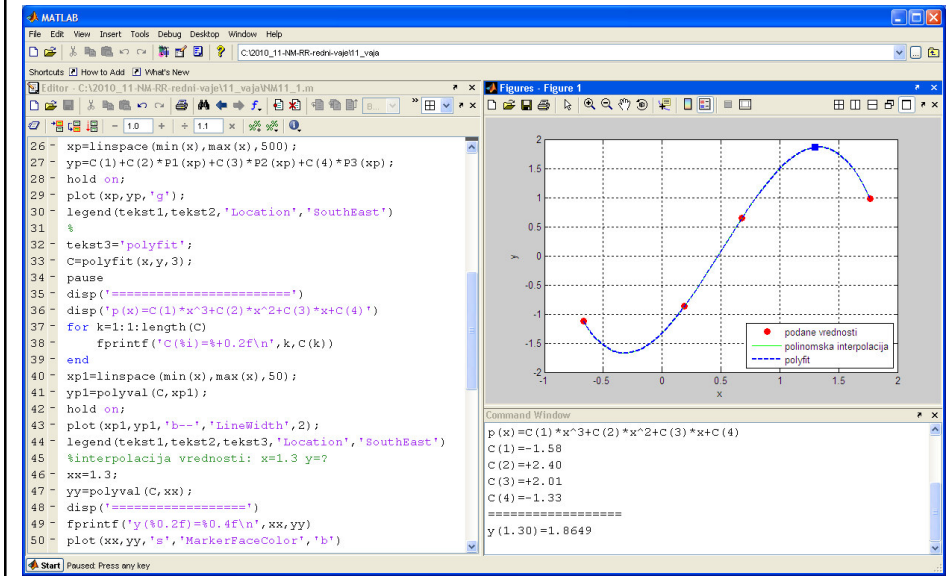 MATLAB
File Edit View Insert Tools Debug Desktop Window Help
C:\2010_11-NM-RR-redni-vaje\11_vaja
Shortcuts How to Add What's New
Editor - C:\2010_11-NM-RR-redni-vaje\11_vaja\NM11_1.m
B...
- 1.0 + ÷ 1.1 ×
26 - xp=linspace(min(x),max(x),500);
27 - yp=C(1)+C(2)*P1(xp)+C(3)*P2(xp)+C(4)*P3(xp);
28 - hold on;
29 - plot(xp,yp,'g');
30 - legend(tekst1,tekst2,'Location','SouthEast')
31 %
32 - tekst3='polyfit';
33 - C=polyfit(x,y,3);
34 - pause
35 - disp('========================')
36 - disp('p(x)=C(1)*x^3+C(2)*x^2+C(3)*x+C(4)')
37 - for k=1:1:length(C)
38 - fprintf('C(%i)=%+0.2f\n',k,C(k))
39 - end
40 - xp1=linspace(min(x),max(x),50);
41 - yp1=polyval(C,xp1);
42 - hold on;
43 - plot(xp1,yp1,'b--','LineWidth',2);
44 - legend(tekst1,tekst2,tekst3,'Location','SouthEast')
45 %interpolacija vrednosti: x=1.3 y=?
46 - xx=1.3;
47 - yy=polyval(C,xx);
48 - disp('==================')
49 - fprintf('y(%0.2f)=%0.4f\n',xx,yy)
50 - plot(xx,yy,'s','MarkerFaceColor','b')
Figures - Figure 1
2
1.5
1
0.5
0
-0.5
-1
-1.5
-2
y
-1 -0.5 0 0.5 1 1.5 2
x
podane vrednosti
polinomska interpolacija
polyfit
Command Window
p(x)=C(1)*x^3+C(2)*x^2+C(3)*x+C(4)
C(1)=-1.58
C(2)=+2.40
C(3)=+2.01
C(4)=-1.33
==================
y(1.30)=1.8649
Start Paused: Press any key